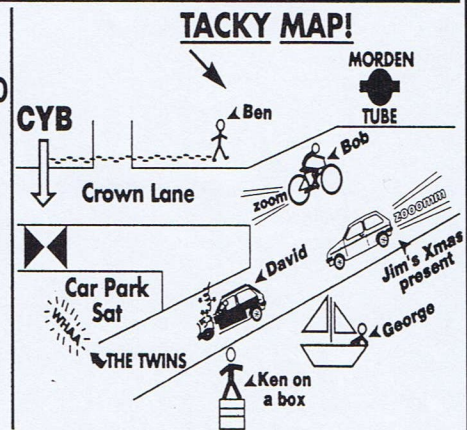 TACKY MAP!
MORDEN
TUBE
CYB
Ben
Bob
Crown Lane
zoom
zooomm
David
Jim's Xmas
present
Car Park
Sat
WHAA
THE TWINS
George
Ken on
a box